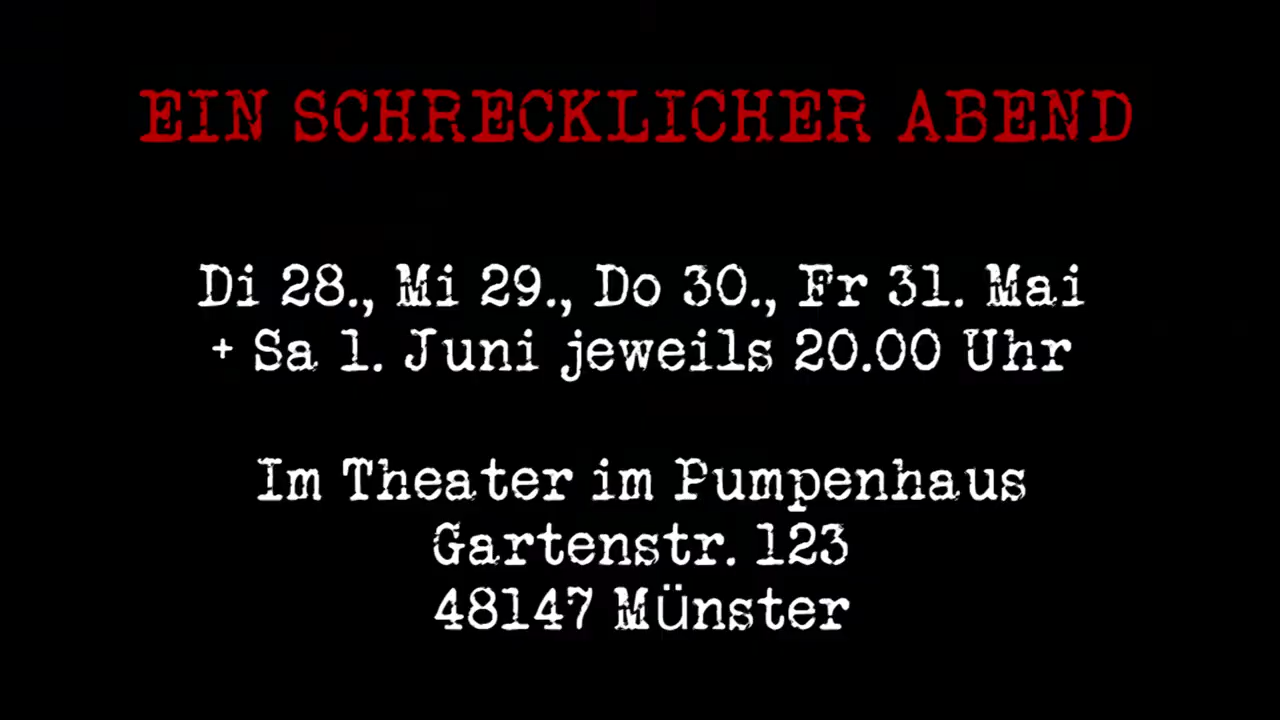 EIN SCHRECKLICHER ABEND
Di 28., Mi 29., Do 30., Fr 31. Mai
+ Sa 1. Juni jeweils 20.00 Uhr
Im Theater im Pumpenhaus
Gartenstr. 123
48147 Münster